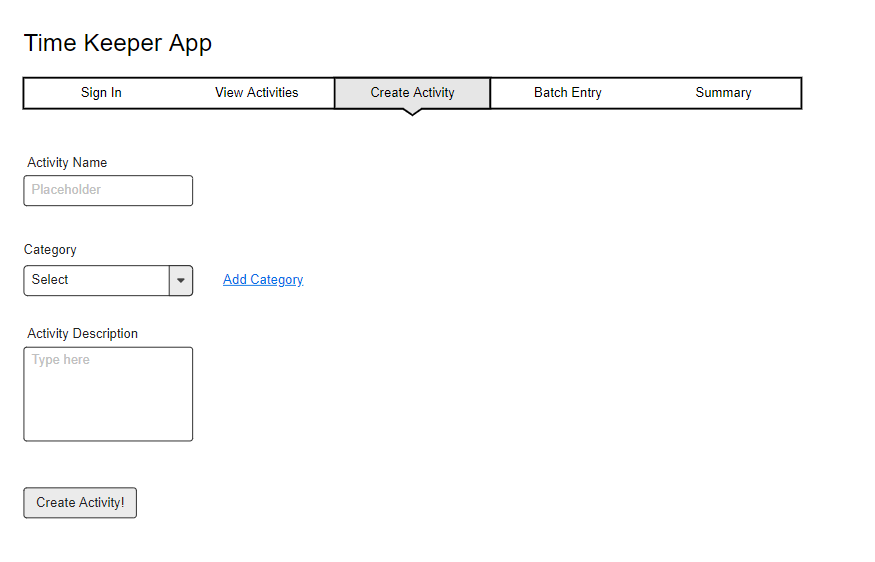 Time Keeper App
Sign In View Activities Create Activity Batch Entry Summary
Activity Name
Placeholder
Category
Select Add Category
Activity Description
Type here
Create Activity!